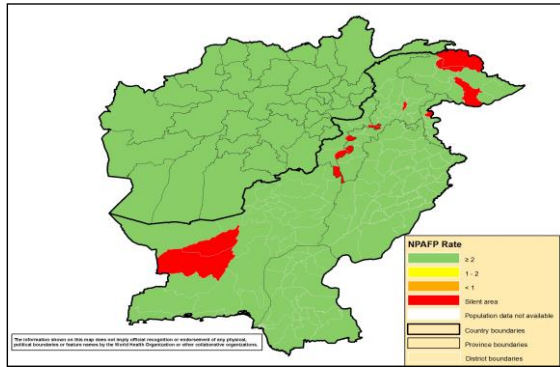 NPAFP Rate
≥ 2
1 - 2
< 1
Silent area
Population data not available
Country boundaries
Province boundaries
District boundaries
The information shown on this map does not imply official recognition or endorsement of any physical,
political boundaries or feature names by the World Health Organization or other collaborative organizations.